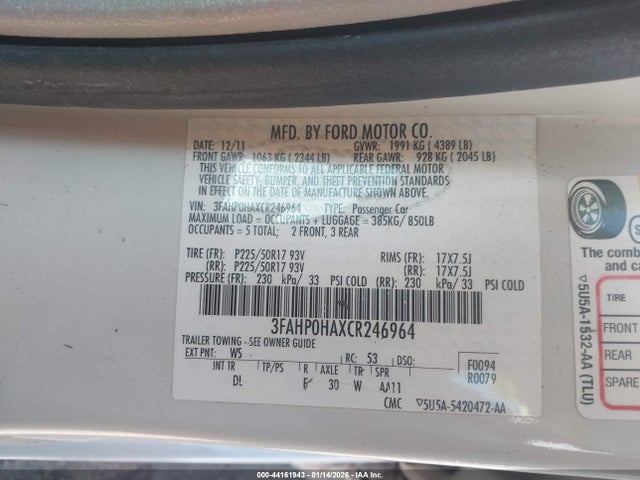 MFD. BY FORD MOTOR CO.
DATE: 12/11 GVWR: 1991 KG ( 4389 LB)
FRONT GAWR: 1063 KG ( 2344 LB) REAR GAWR: 928 KG ( 2045 LB)
THIS VEHICLE CONFORMS TO ALL APPLICABLE FEDERAL MOTOR
VEHICLE SAFETY, BUMPER, AND THEFT PREVENTION STANDARDS
IN EFFECT ON THE DATE OF MANUFACTURE SHOWN ABOVE.
VIN: 3FAHP0HAXCR246964 TYPE: Passenger Car
MAXIMUM LOAD = OCCUPANTS + LUGGAGE = 385KG/ 850LB
OCCUPANTS = 5 TOTAL; 2 FRONT, 3 REAR
TIRE (FR): P225/50R17 93V RIMS (FR): 17X7.5J
(RR): P225/50R17 93V (RR): 17X7.5J
PRESSURE (FR): 230 kPa/ 33 PSI COLD (RR): 230 kPa/ 33 PSI COLD
3FAHP0HAXCR246964
TRAILER TOWING - SEE OWNER GUIDE
EXT PNT: WS RC: 53 DSO: F0094
INT TR TP/PS R AXLE TR SPR R0079
DL 30 W AA11
CMC ▽5U5A-5420472-AA
The comb
and ca
TIRE
FRONT
REAR
SPARE
▽5U5A-1532-AA (TLU)
000-44161943 - 01/14/2026 - IAAI CHICAGO